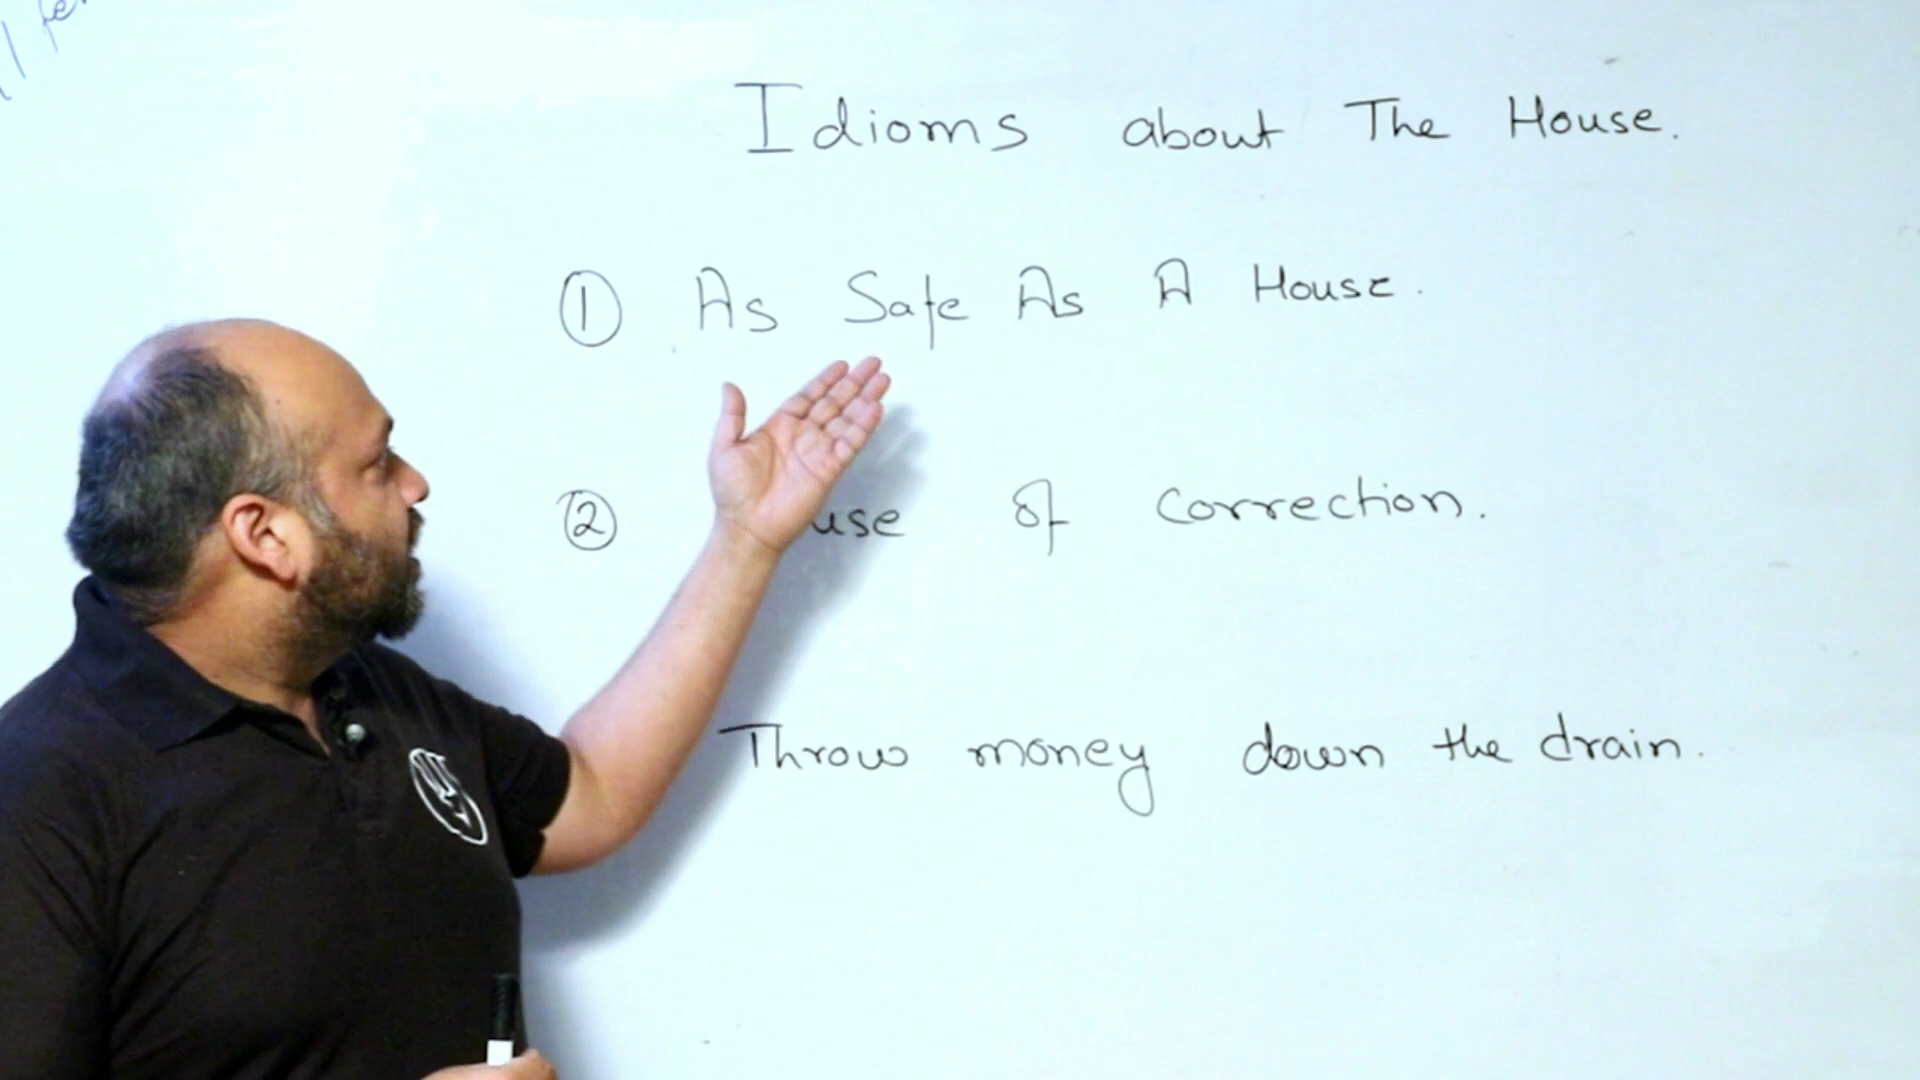 Idioms about The House.
① As Safe As A House.
② use of correction.
Throw money down the drain.